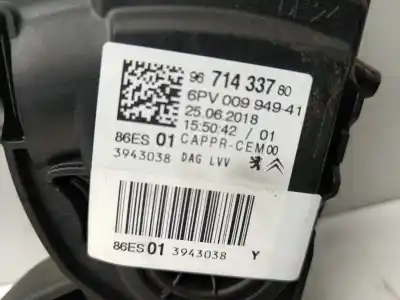 96 714 337 80
6PV 009 949-41
25.06.2018
15:50:42 / 01
86ES 01 CAPPR-CEM00
3943038 DAG LVV
86ES 01 3943038 Y